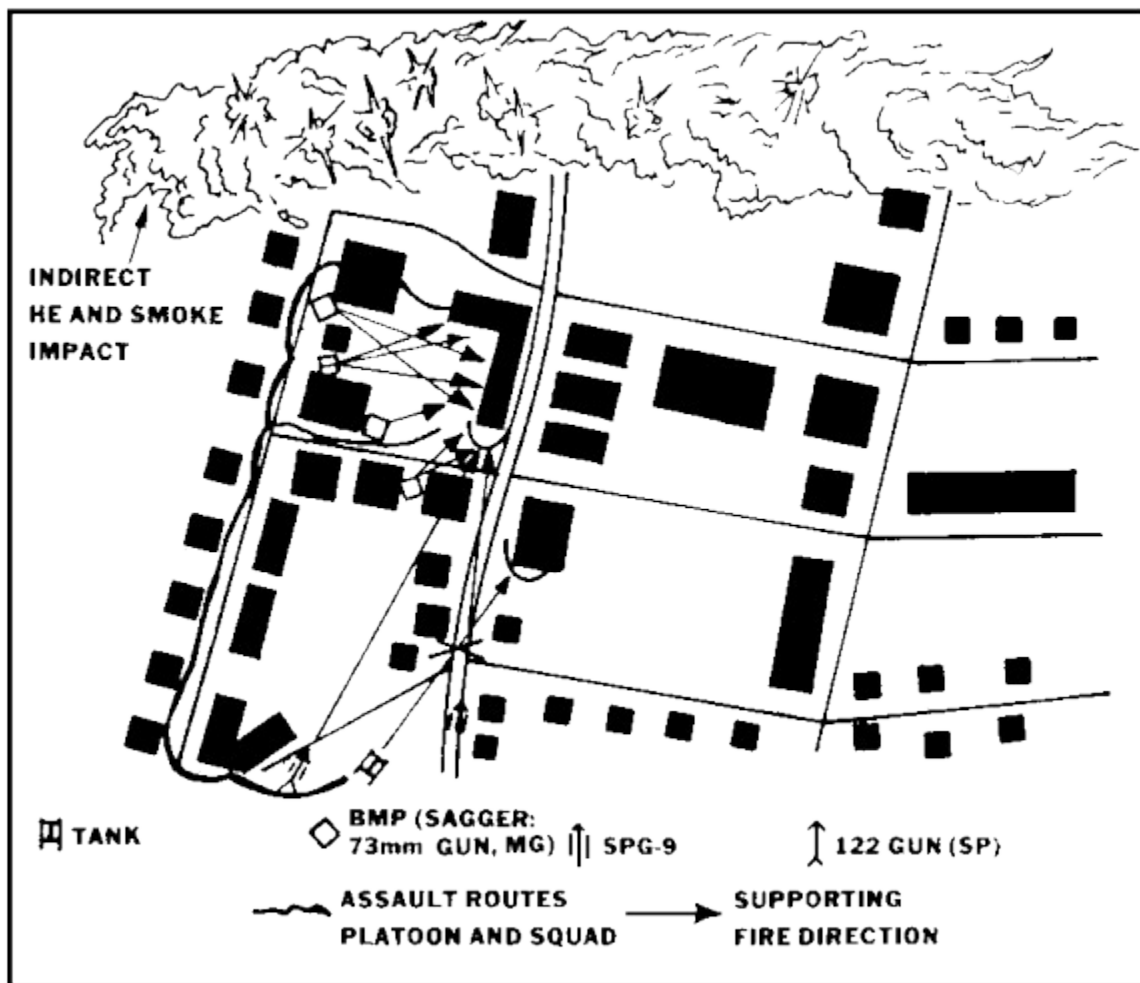 INDIRECT
HE AND SMOKE
IMPACT
TANK
BMP (SAGGER:
73mm GUN, MG)
SPG-9
122 GUN (SP)
ASSAULT ROUTES
PLATOON AND SQUAD
SUPPORTING
FIRE DIRECTION